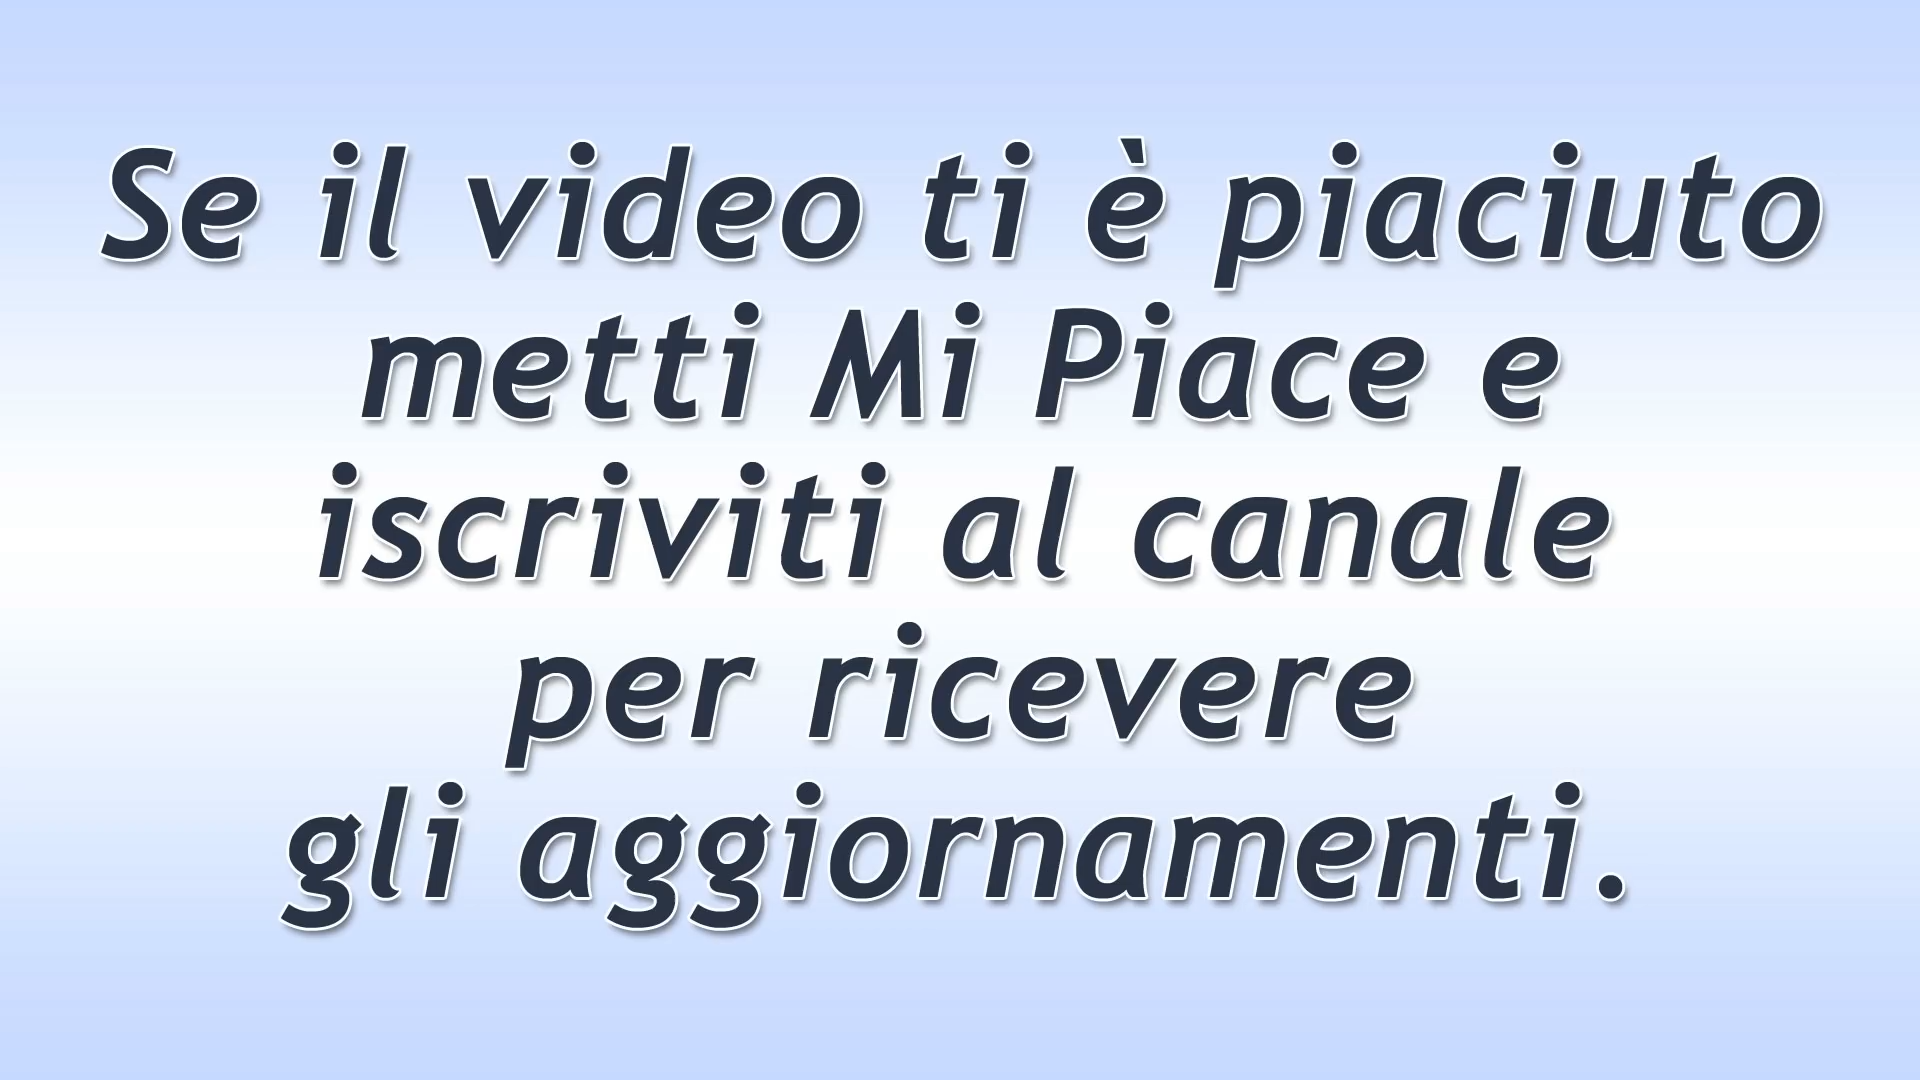 Se il video ti è piaciuto
metti Mi Piace e
iscriviti al canale
per ricevere
gli aggiornamenti.